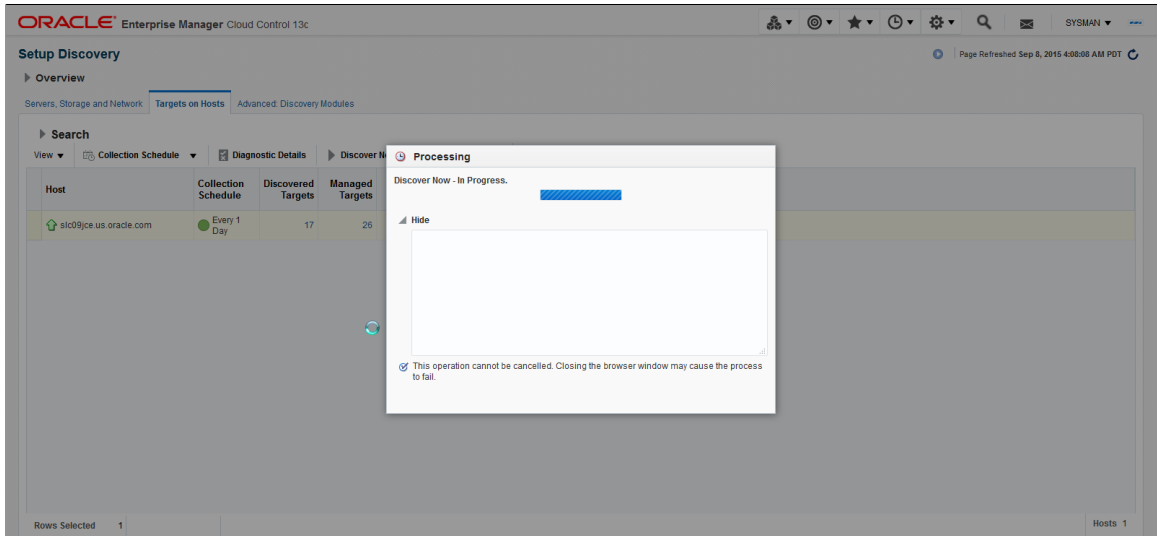 ORACLE Enterprise Manager Cloud Control 13c
SYSMAN
Setup Discovery
Page Refreshed Sep 8, 2015 4:08:08 AM PDT
Overview
Servers, Storage and Network Targets on Hosts Advanced: Discovery Modules
Search
View Collection Schedule Diagnostic Details Discover
Host Collection Schedule Discovered Targets Managed Targets
slc09jce.us.oracle.com Every 1 Day 17 26
Processing
Discover Now - In Progress.
Hide
This operation cannot be cancelled. Closing the browser window may cause the process
to fail.
Rows Selected 1
Hosts 1